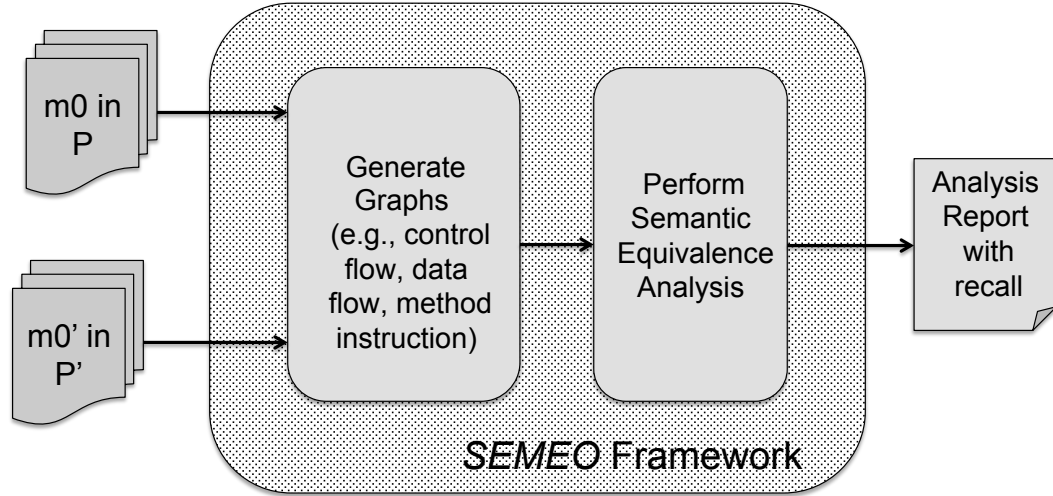 m0 in
P
m0' in
P'
Generate
Graphs
(e.g., control
flow, data
flow, method
instruction)
Perform
Semantic
Equivalence
Analysis
Analysis
Report
with
recall
SEMEO Framework